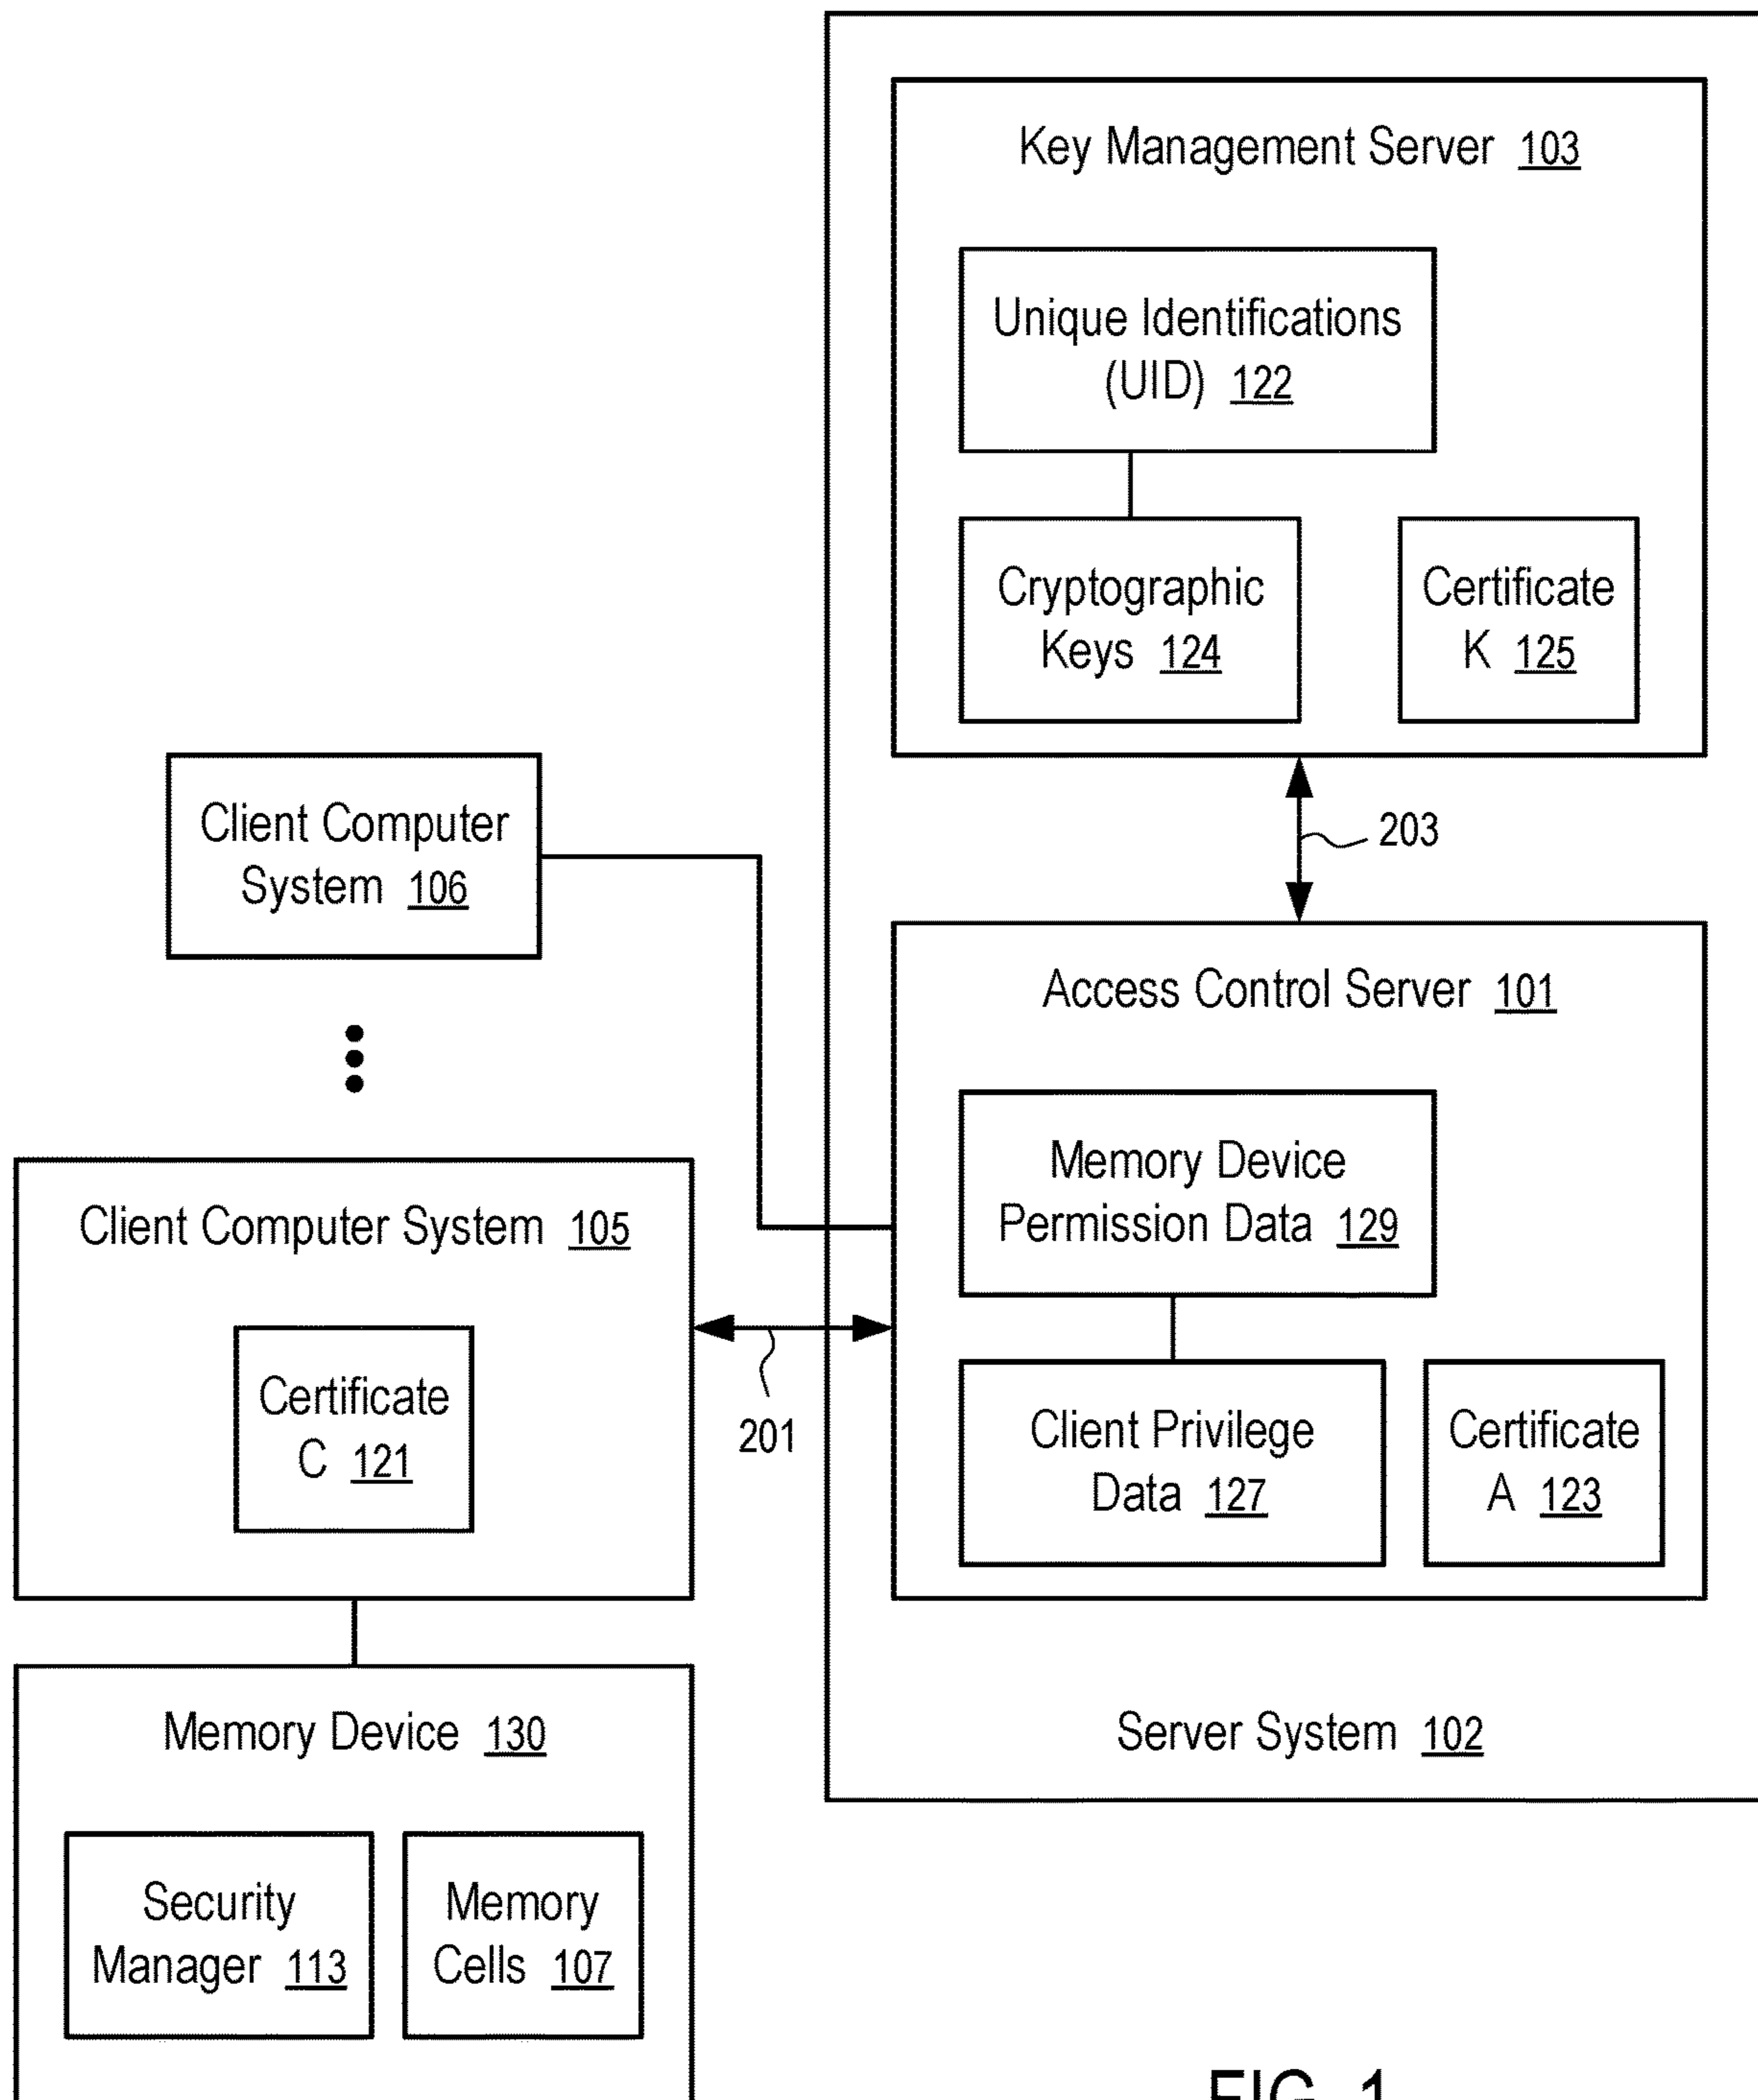 Key Management Server 103
Unique Identifications
(UID) 122
Cryptographic
Keys 124
Certificate
K 125
203
Client Computer
System 106
Access Control Server 101
Memory Device
Permission Data 129
Client Privilege
Data 127
Certificate
A 123
Client Computer System 105
Certificate
C 121
201
Server System 102
Memory Device 130
Security
Manager 113
Memory
Cells 107
FIG. 1